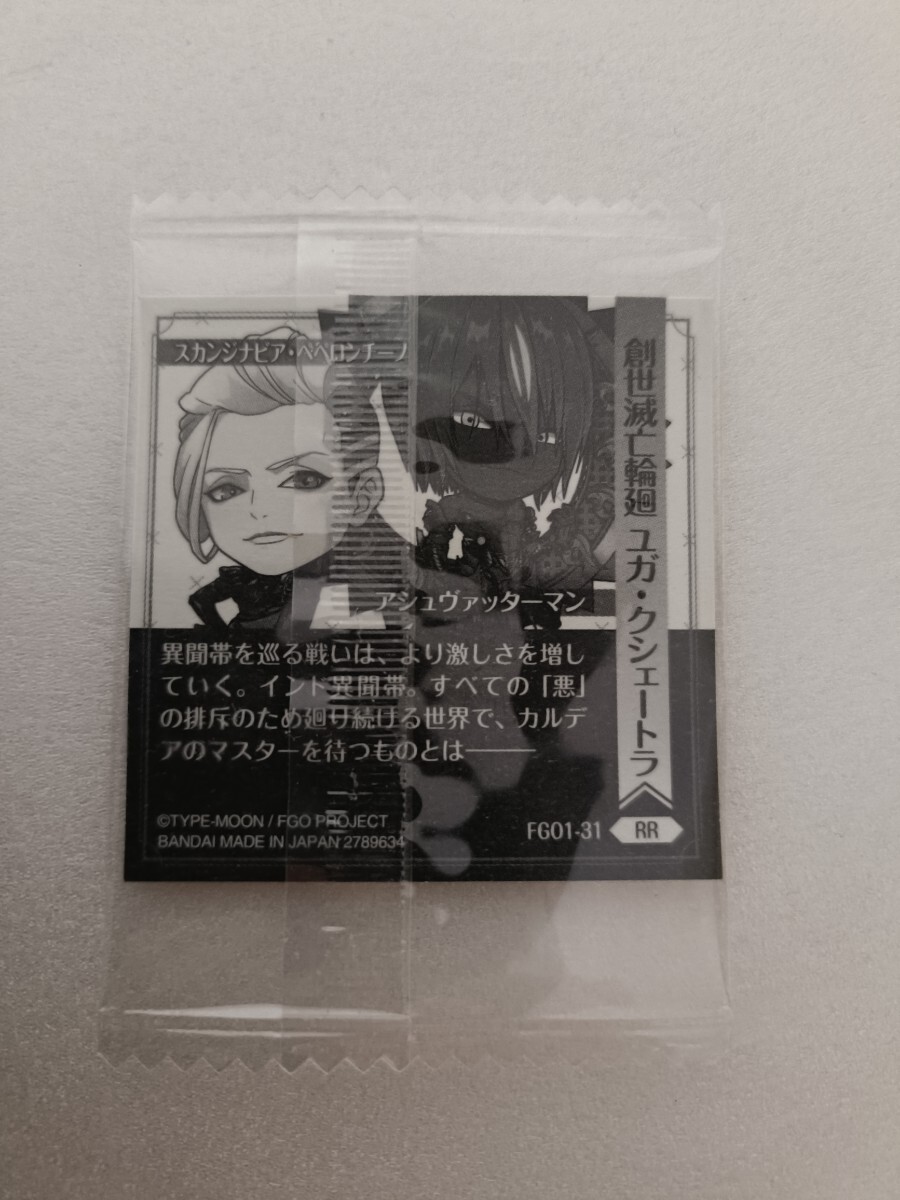 スカンジナビア・ペペロンチーノ
創世滅亡輪廻 ユガ・クシェートラ
アシュヴァッターマン
異聞帯を巡る戦いは、より激しさを増し
ていく。インド異聞帯。すべての「悪」
の排斥のため廻り続ける世界で、カルデ
アのマスターを待つものとは───
©TYPE-MOON / FGO PROJECT
BANDAI MADE IN JAPAN 2789634
FGO1-31 RR